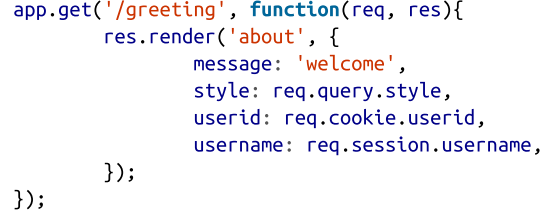 app.get('/greeting', function(req, res){
        res.render('about', {
                message: 'welcome',
                style: req.query.style,
                userid: req.cookie.userid,
                username: req.session.username,
        });
});